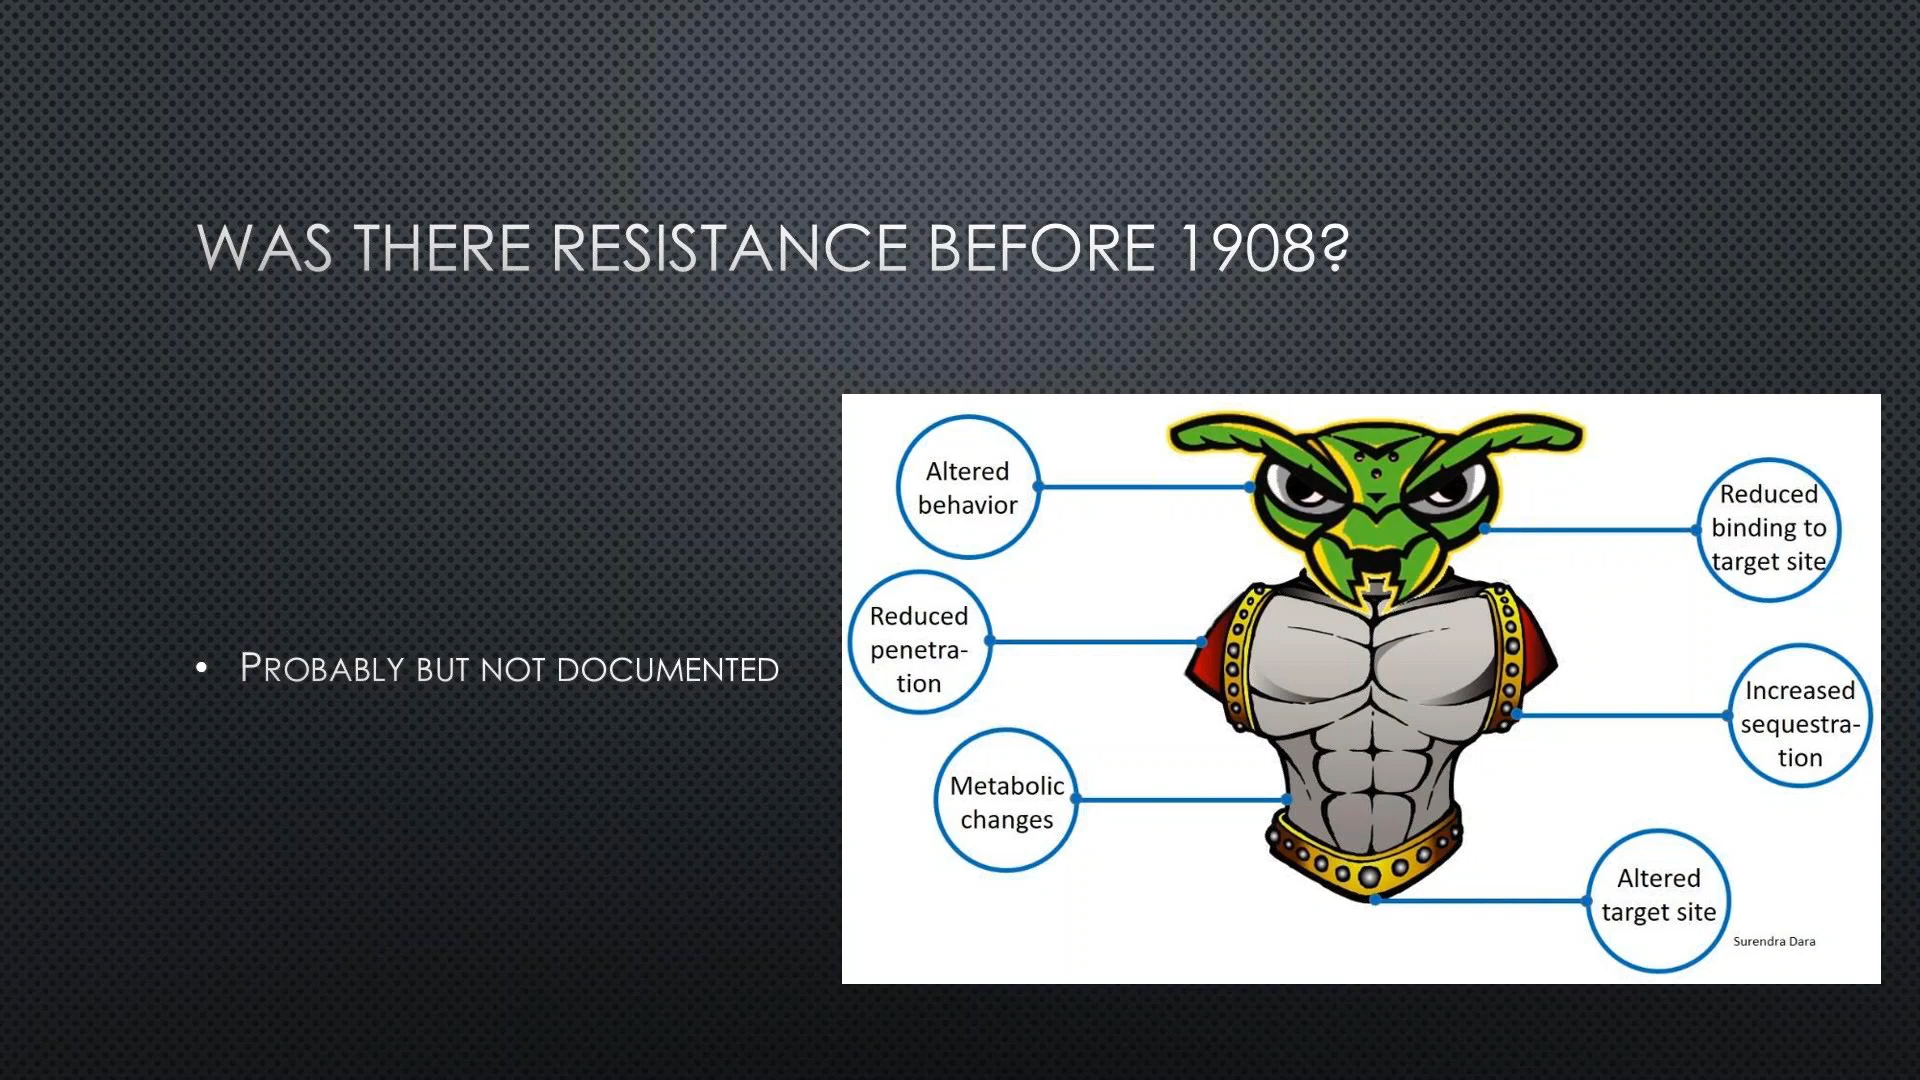 WAS THERE RESISTANCE BEFORE 1908?
• PROBABLY BUT NOT DOCUMENTED
Altered
behavior
Reduced
penetra-
tion
Metabolic
changes
Reduced
binding to
target site
Increased
sequestra-
tion
Altered
target site
Surendra Dara